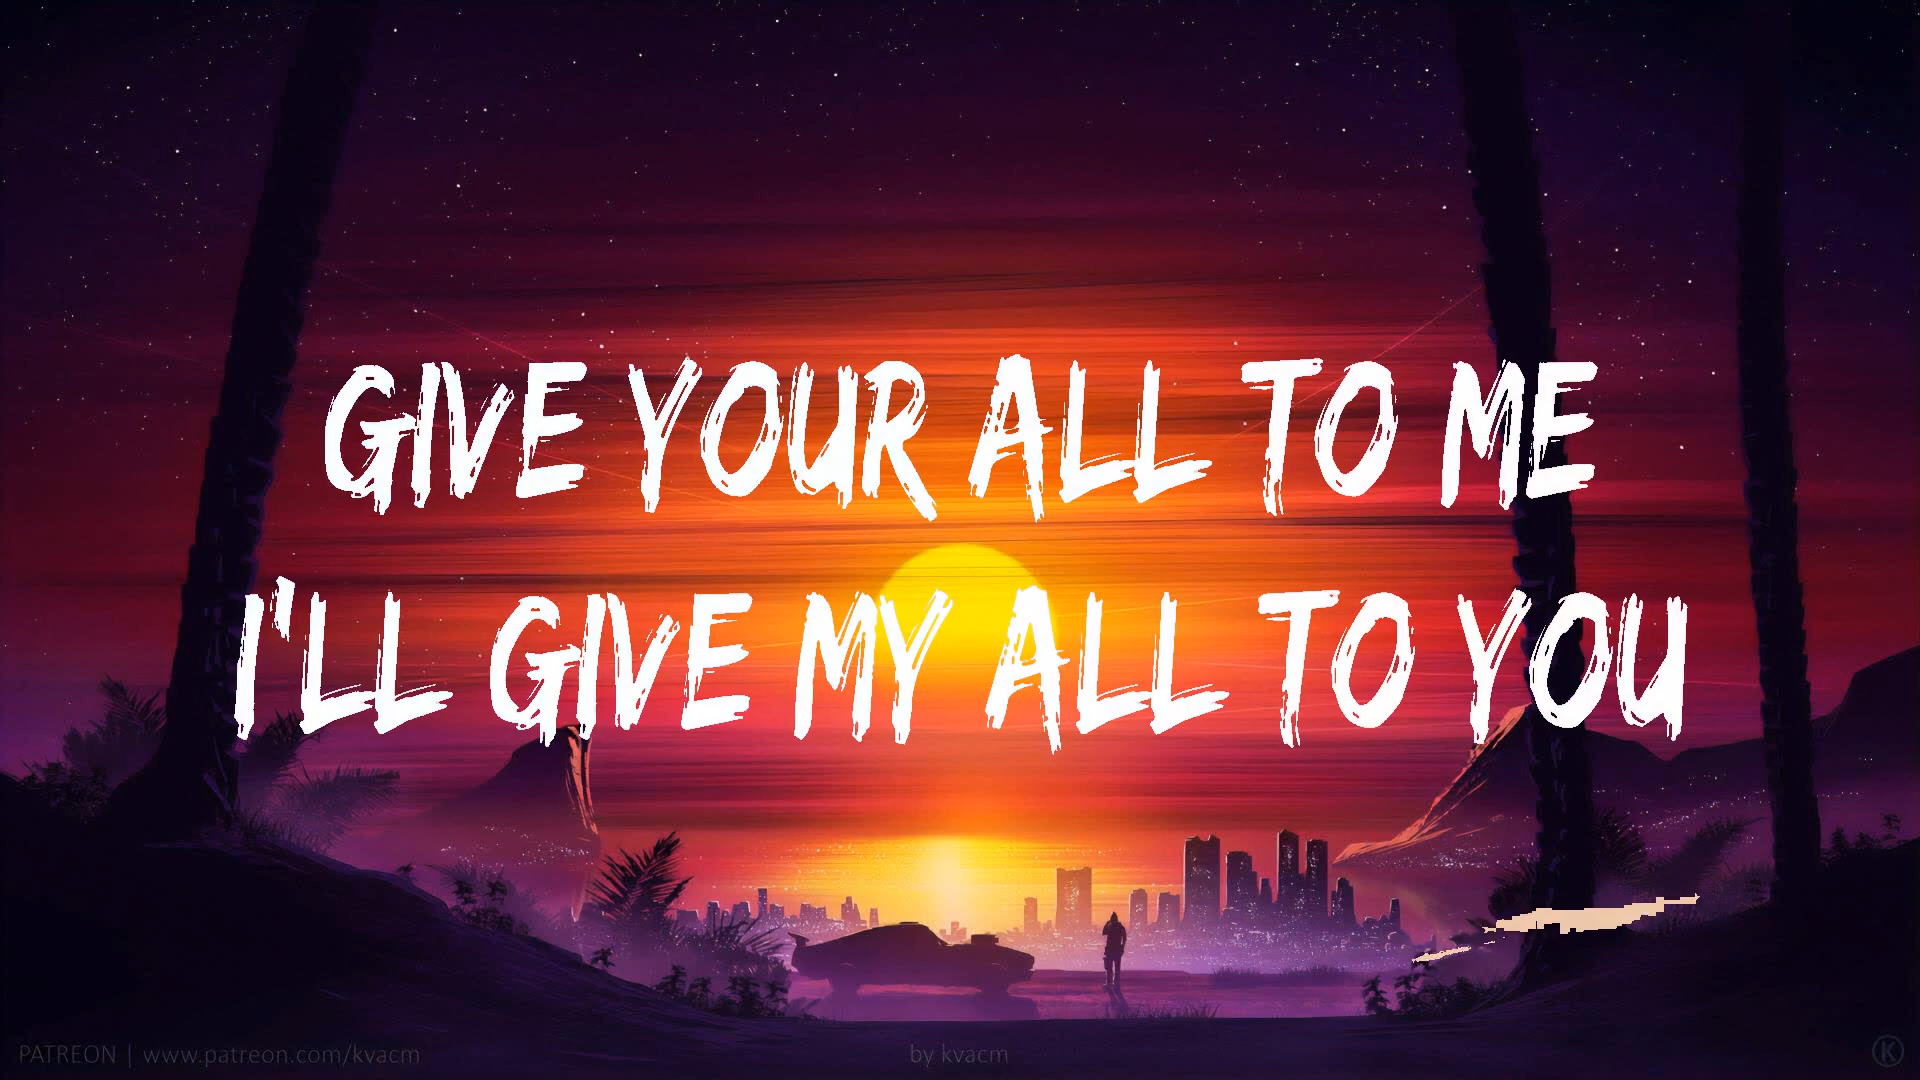 GIVE YOUR ALL TO ME
I'LL GIVE MY ALL TO YOU
PATREON | www.patreon.com/kvacm
by kvacm
K